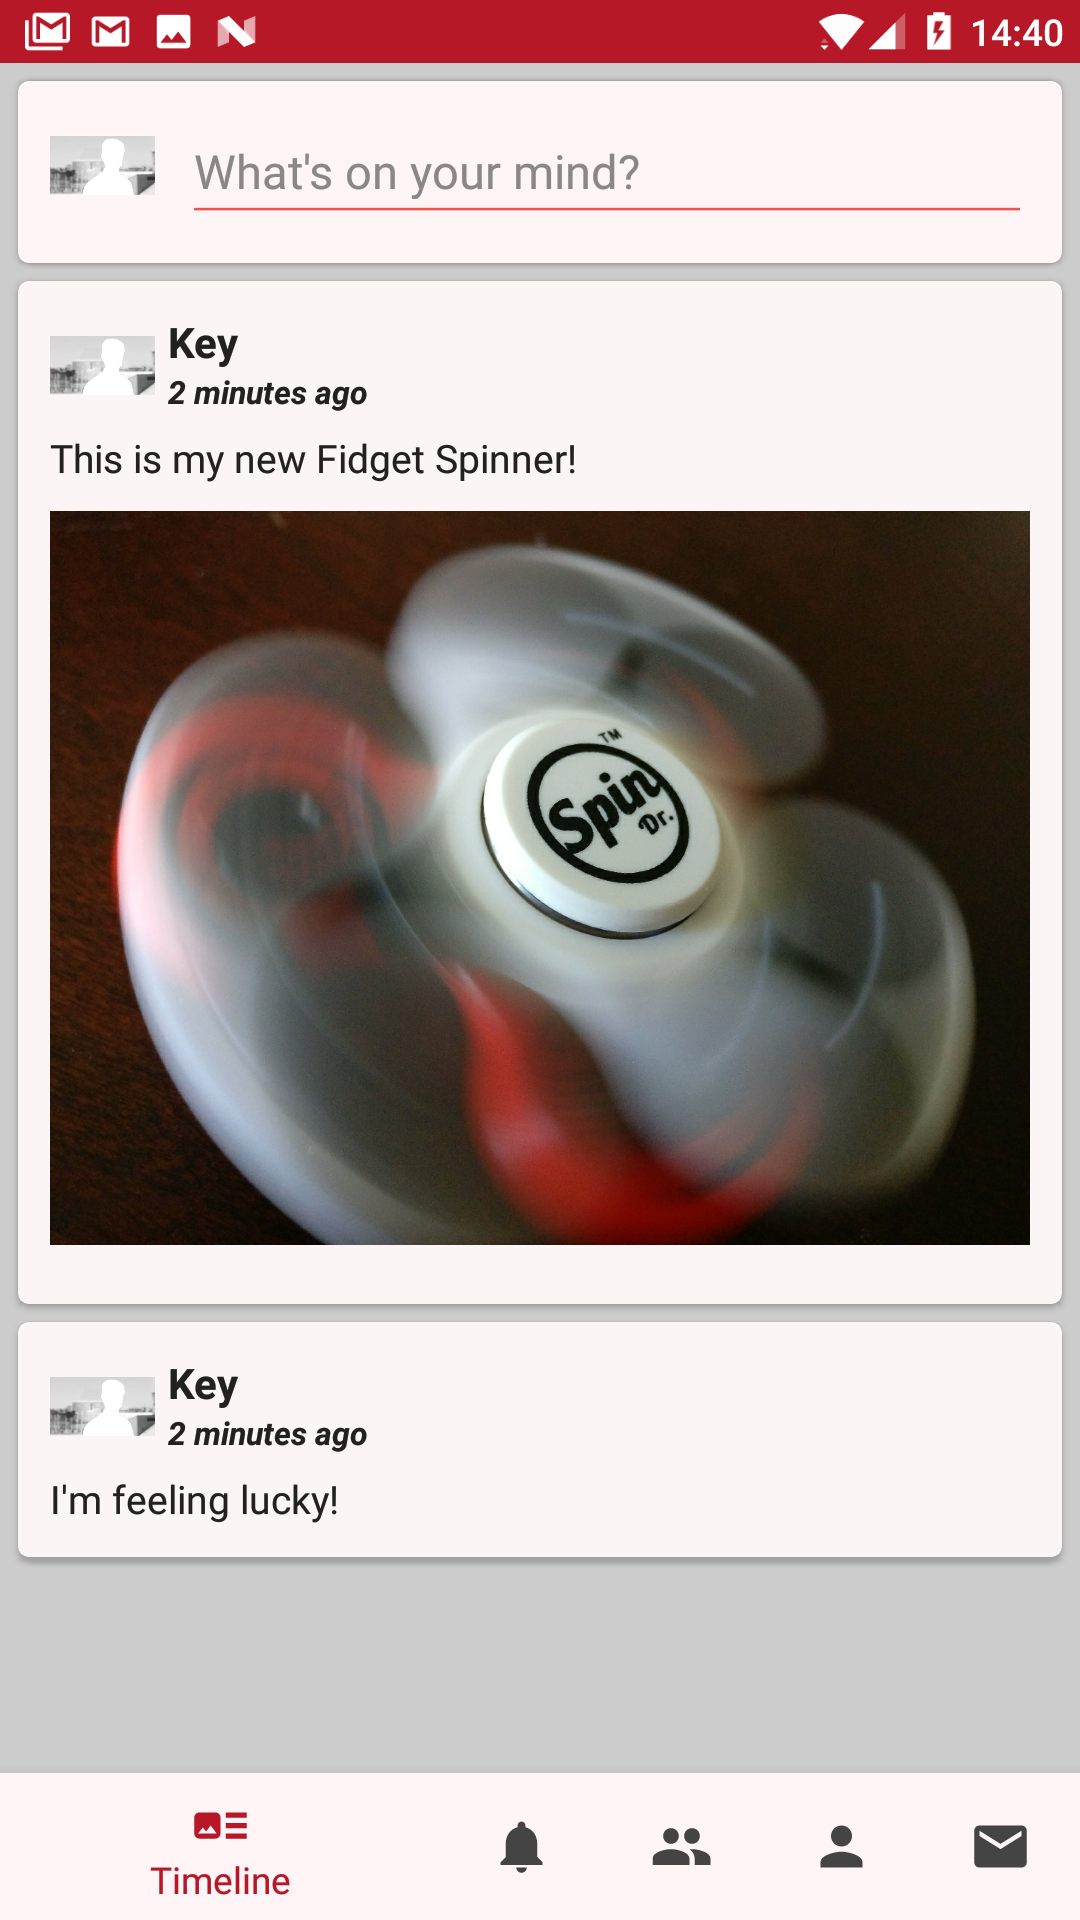 14:40
What's on your mind?
Key
2 minutes ago
This is my new Fidget Spinner!
TM
Spin
Dr.
Key
2 minutes ago
I'm feeling lucky!
Timeline